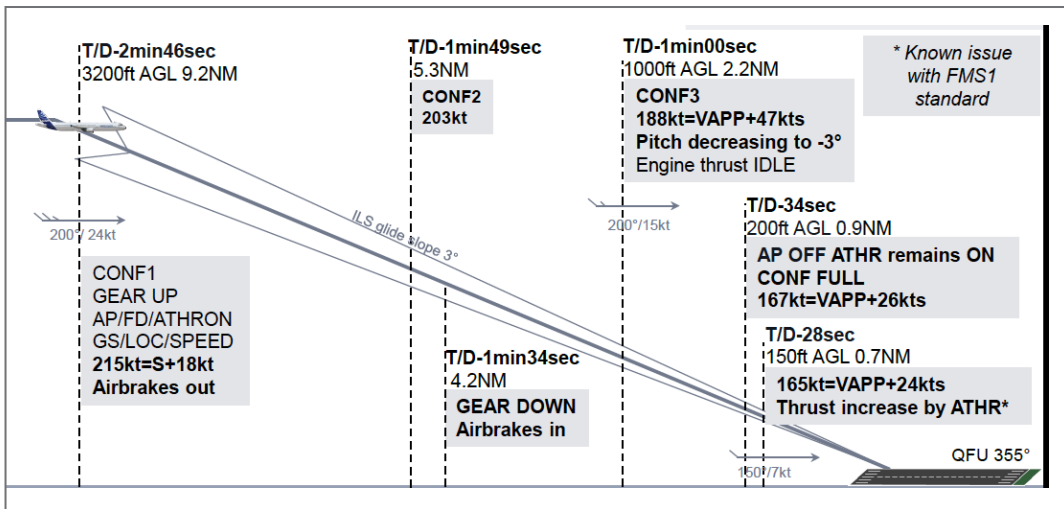 T/D-2min46sec
3200ft AGL 9.2NM
T/D-1min49sec
5.3NM
CONF2
203kt
T/D-1min00sec
1000ft AGL 2.2NM
CONF3
188kt=VAPP+47kts
Pitch decreasing to -3°
Engine thrust IDLE
* Known issue
with FMS1
standard
200°/ 24kt
ILS glide slope 3°
200°/15kt
CONF1
GEAR UP
AP/FD/ATHRON
GS/LOC/SPEED
215kt=S+18kt
Airbrakes out
T/D-1min34sec
4.2NM
GEAR DOWN
Airbrakes in
T/D-34sec
200ft AGL 0.9NM
AP OFF ATHR remains ON
CONF FULL
167kt=VAPP+26kts
T/D-28sec
150ft AGL 0.7NM
165kt=VAPP+24kts
Thrust increase by ATHR*
150°/7kt
QFU 355°